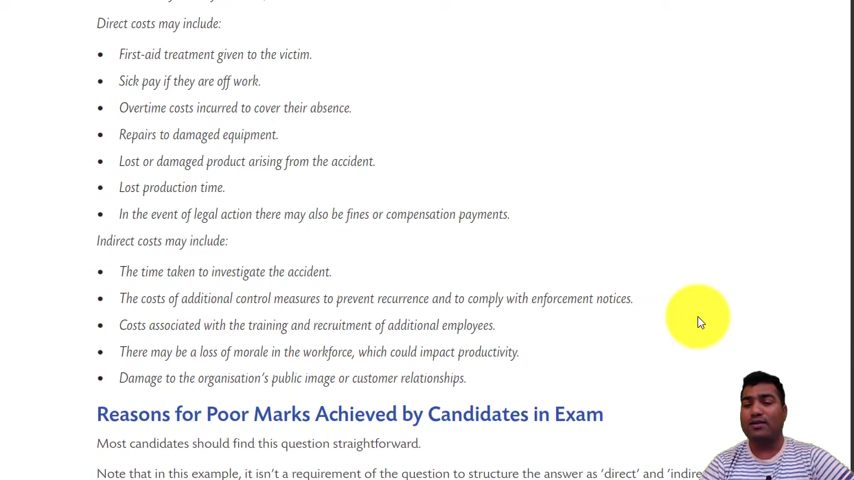 Direct costs may include:
• First-aid treatment given to the victim.
• Sick pay if they are off work.
• Overtime costs incurred to cover their absence.
• Repairs to damaged equipment.
• Lost or damaged product arising from the accident.
• Lost production time.
• In the event of legal action there may also be fines or compensation payments.
Indirect costs may include:
• The time taken to investigate the accident.
• The costs of additional control measures to prevent recurrence and to comply with enforcement notices.
• Costs associated with the training and recruitment of additional employees.
• There may be a loss of morale in the workforce, which could impact productivity.
• Damage to the organisation's public image or customer relationships.
Reasons for Poor Marks Achieved by Candidates in Exam
Most candidates should find this question straightforward.
Note that in this example, it isn't a requirement of the question to structure the answer as 'direct' and